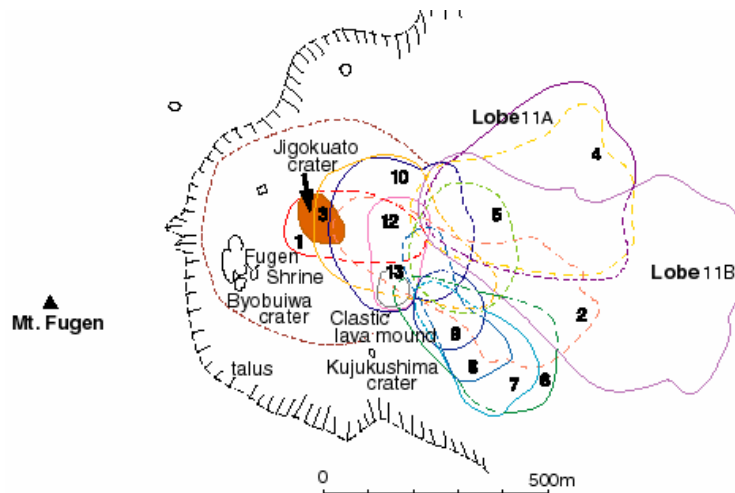 Lobe11A
Jigokuato
crater
4
10
3
12
5
1
Fugen
Shrine
13
Lobe11B
Byobuiwa
crater
Mt. Fugen
Clastic
lava mound
2
9
Kujukushima
crater
8
talus
7
6
0
500m